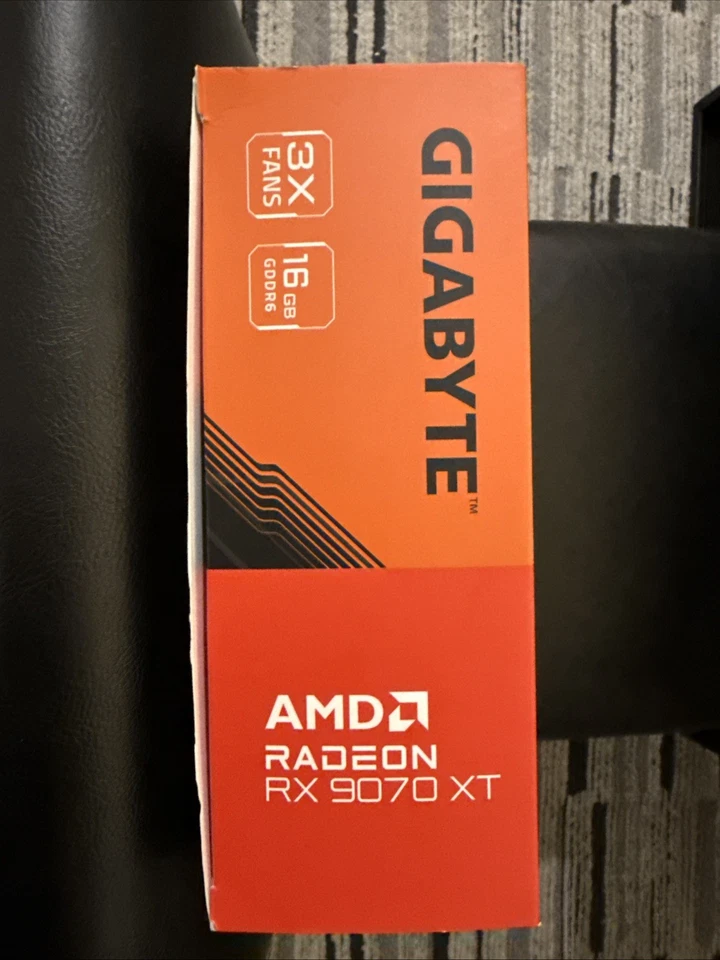 GIGABYTE™
3X
FANS
16 GB
GDDR6
AMD
RADEON
RX 9070 XT